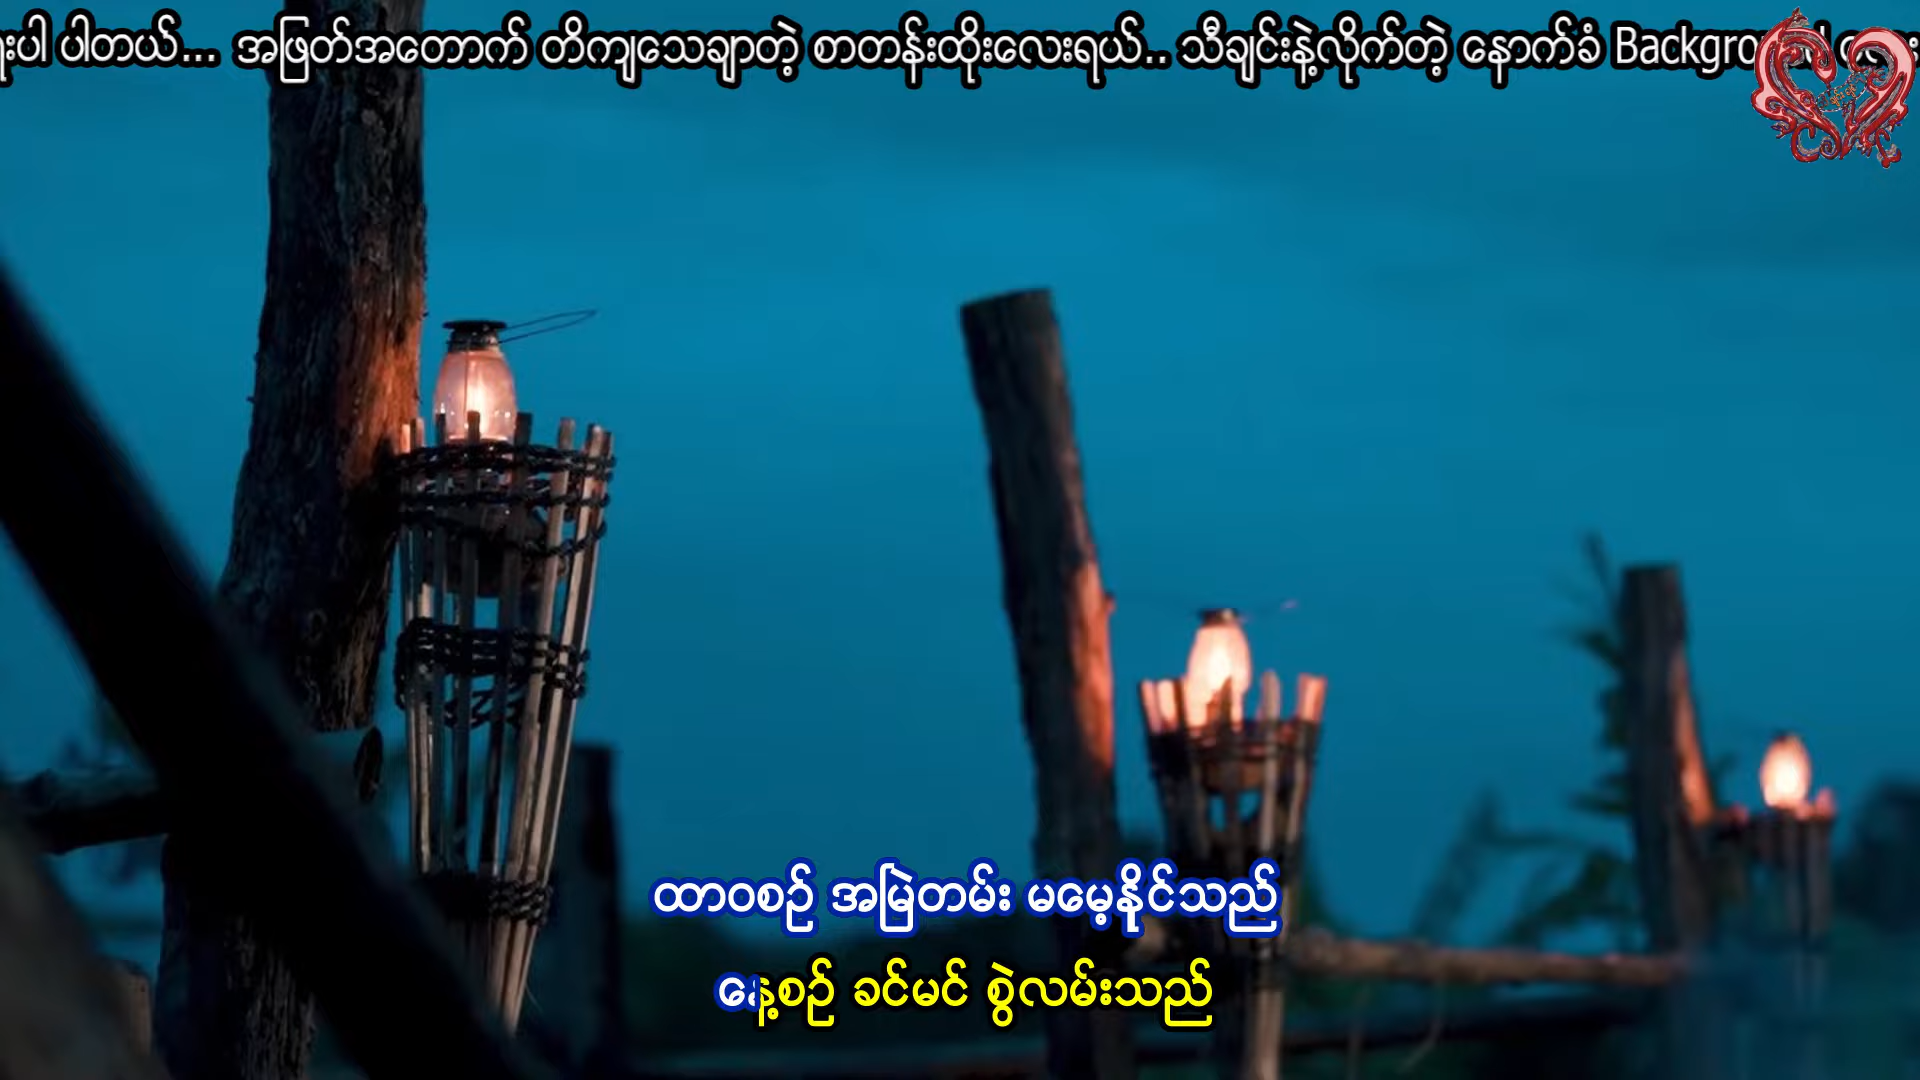 ပါ ပါတယ်... အဖြတ်အတောက် တိကျသေချာတဲ့ စာတန်းထိုးလေးရယ်.. သီချင်းနဲ့လိုက်တဲ့ နောက်ခံ Background လေး
ထာဝစဉ် အမြဲတမ်း မမေ့နိုင်သည်
နေ့စဉ် ခင်မင် စွဲလမ်းသည်